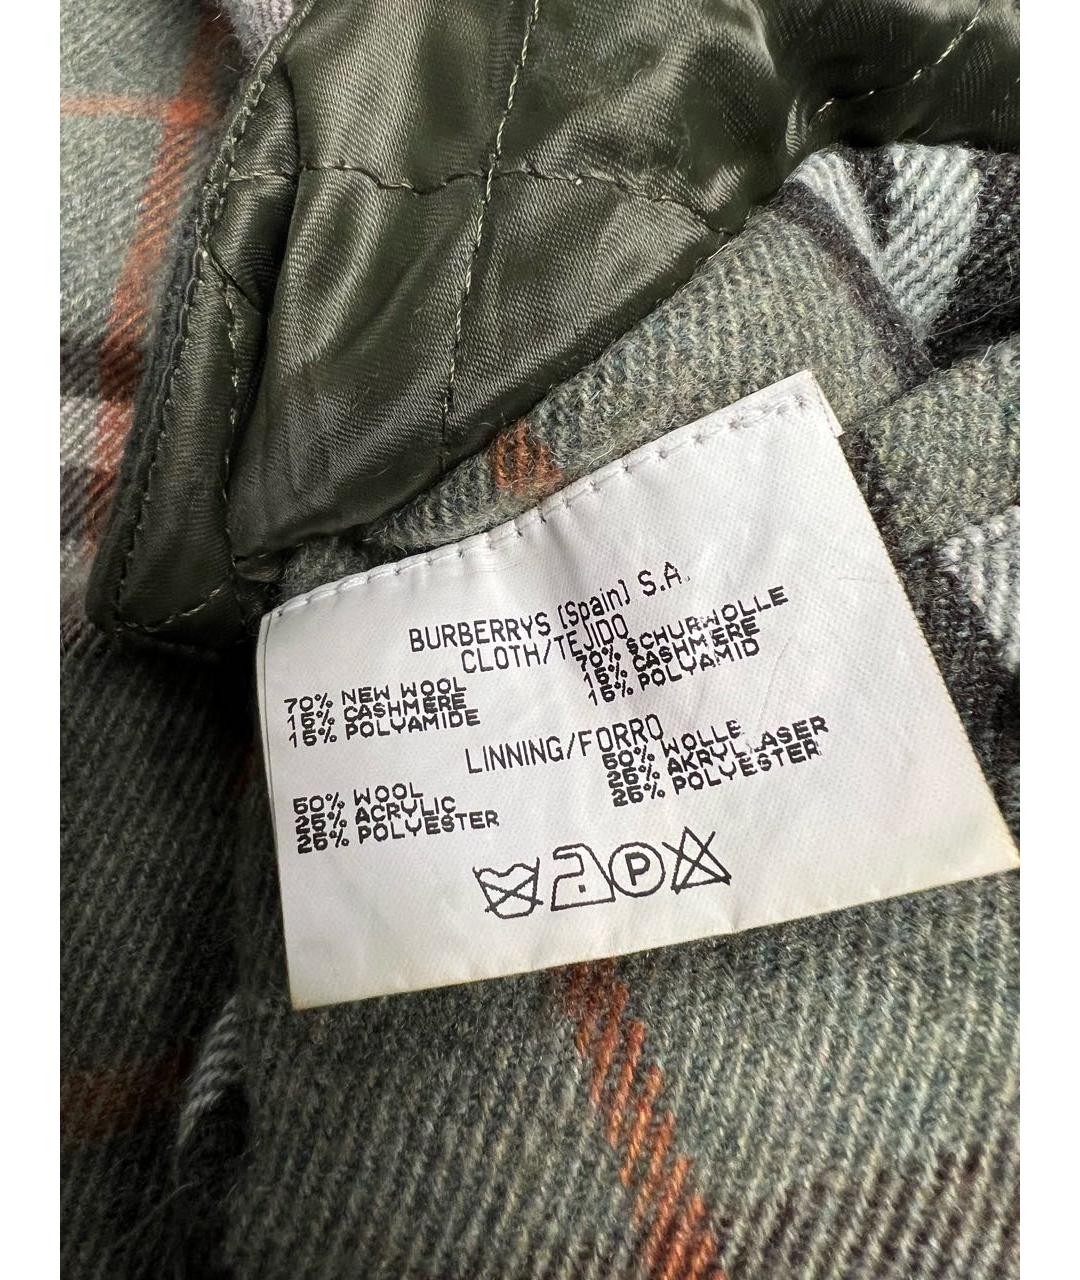 BURBERRYS (Spain) S.A.
CLOTH/TEJIDO
70% NEW WOOL
15% CASHMERE
15% POLYAMIDE
70% SCHURWOLLE
15% CASHMERE
15% POLYAMID
LINNING/FORRO
50% WOOL
25% ACRYLIC
25% POLYESTER
50% WOLLE
25% AKRYLLASER
25% POLYESTER
P